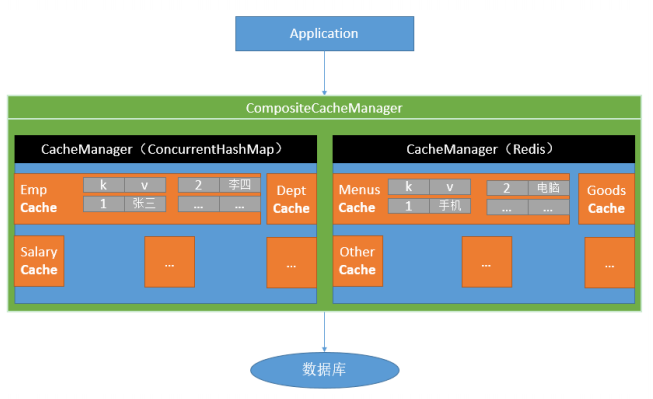 Application
CompositeCacheManager
CacheManager（ConcurrentHashMap）
Emp
Cache
k v
1 张三
2 李四
... ...
Dept
Cache
Salary
Cache
...
...
CacheManager（Redis）
Menus
Cache
k v
1 手机
2 电脑
... ...
Goods
Cache
Other
Cache
...
...
数据库